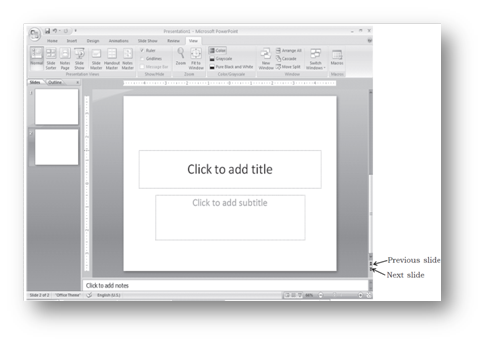 Presentation1 - Microsoft PowerPoint
Home Insert Design Animations Slide Show Review View
Normal Slide Sorter Notes Page Slide Show Slide Master Handout Master Notes Master
Ruler
Gridlines
Message Bar
Zoom Fit to Window
Color
Grayscale
Pure Black and White
New Window
Arrange All
Cascade
Move Split
Switch Windows
Macros
Presentation Views Show/Hide Zoom Color/Grayscale Window Macros
Slides Outline
Click to add title
Click to add subtitle
Previous slide
Next slide
Click to add notes
Slide 2 of 2 "Office Theme" English (U.S.)